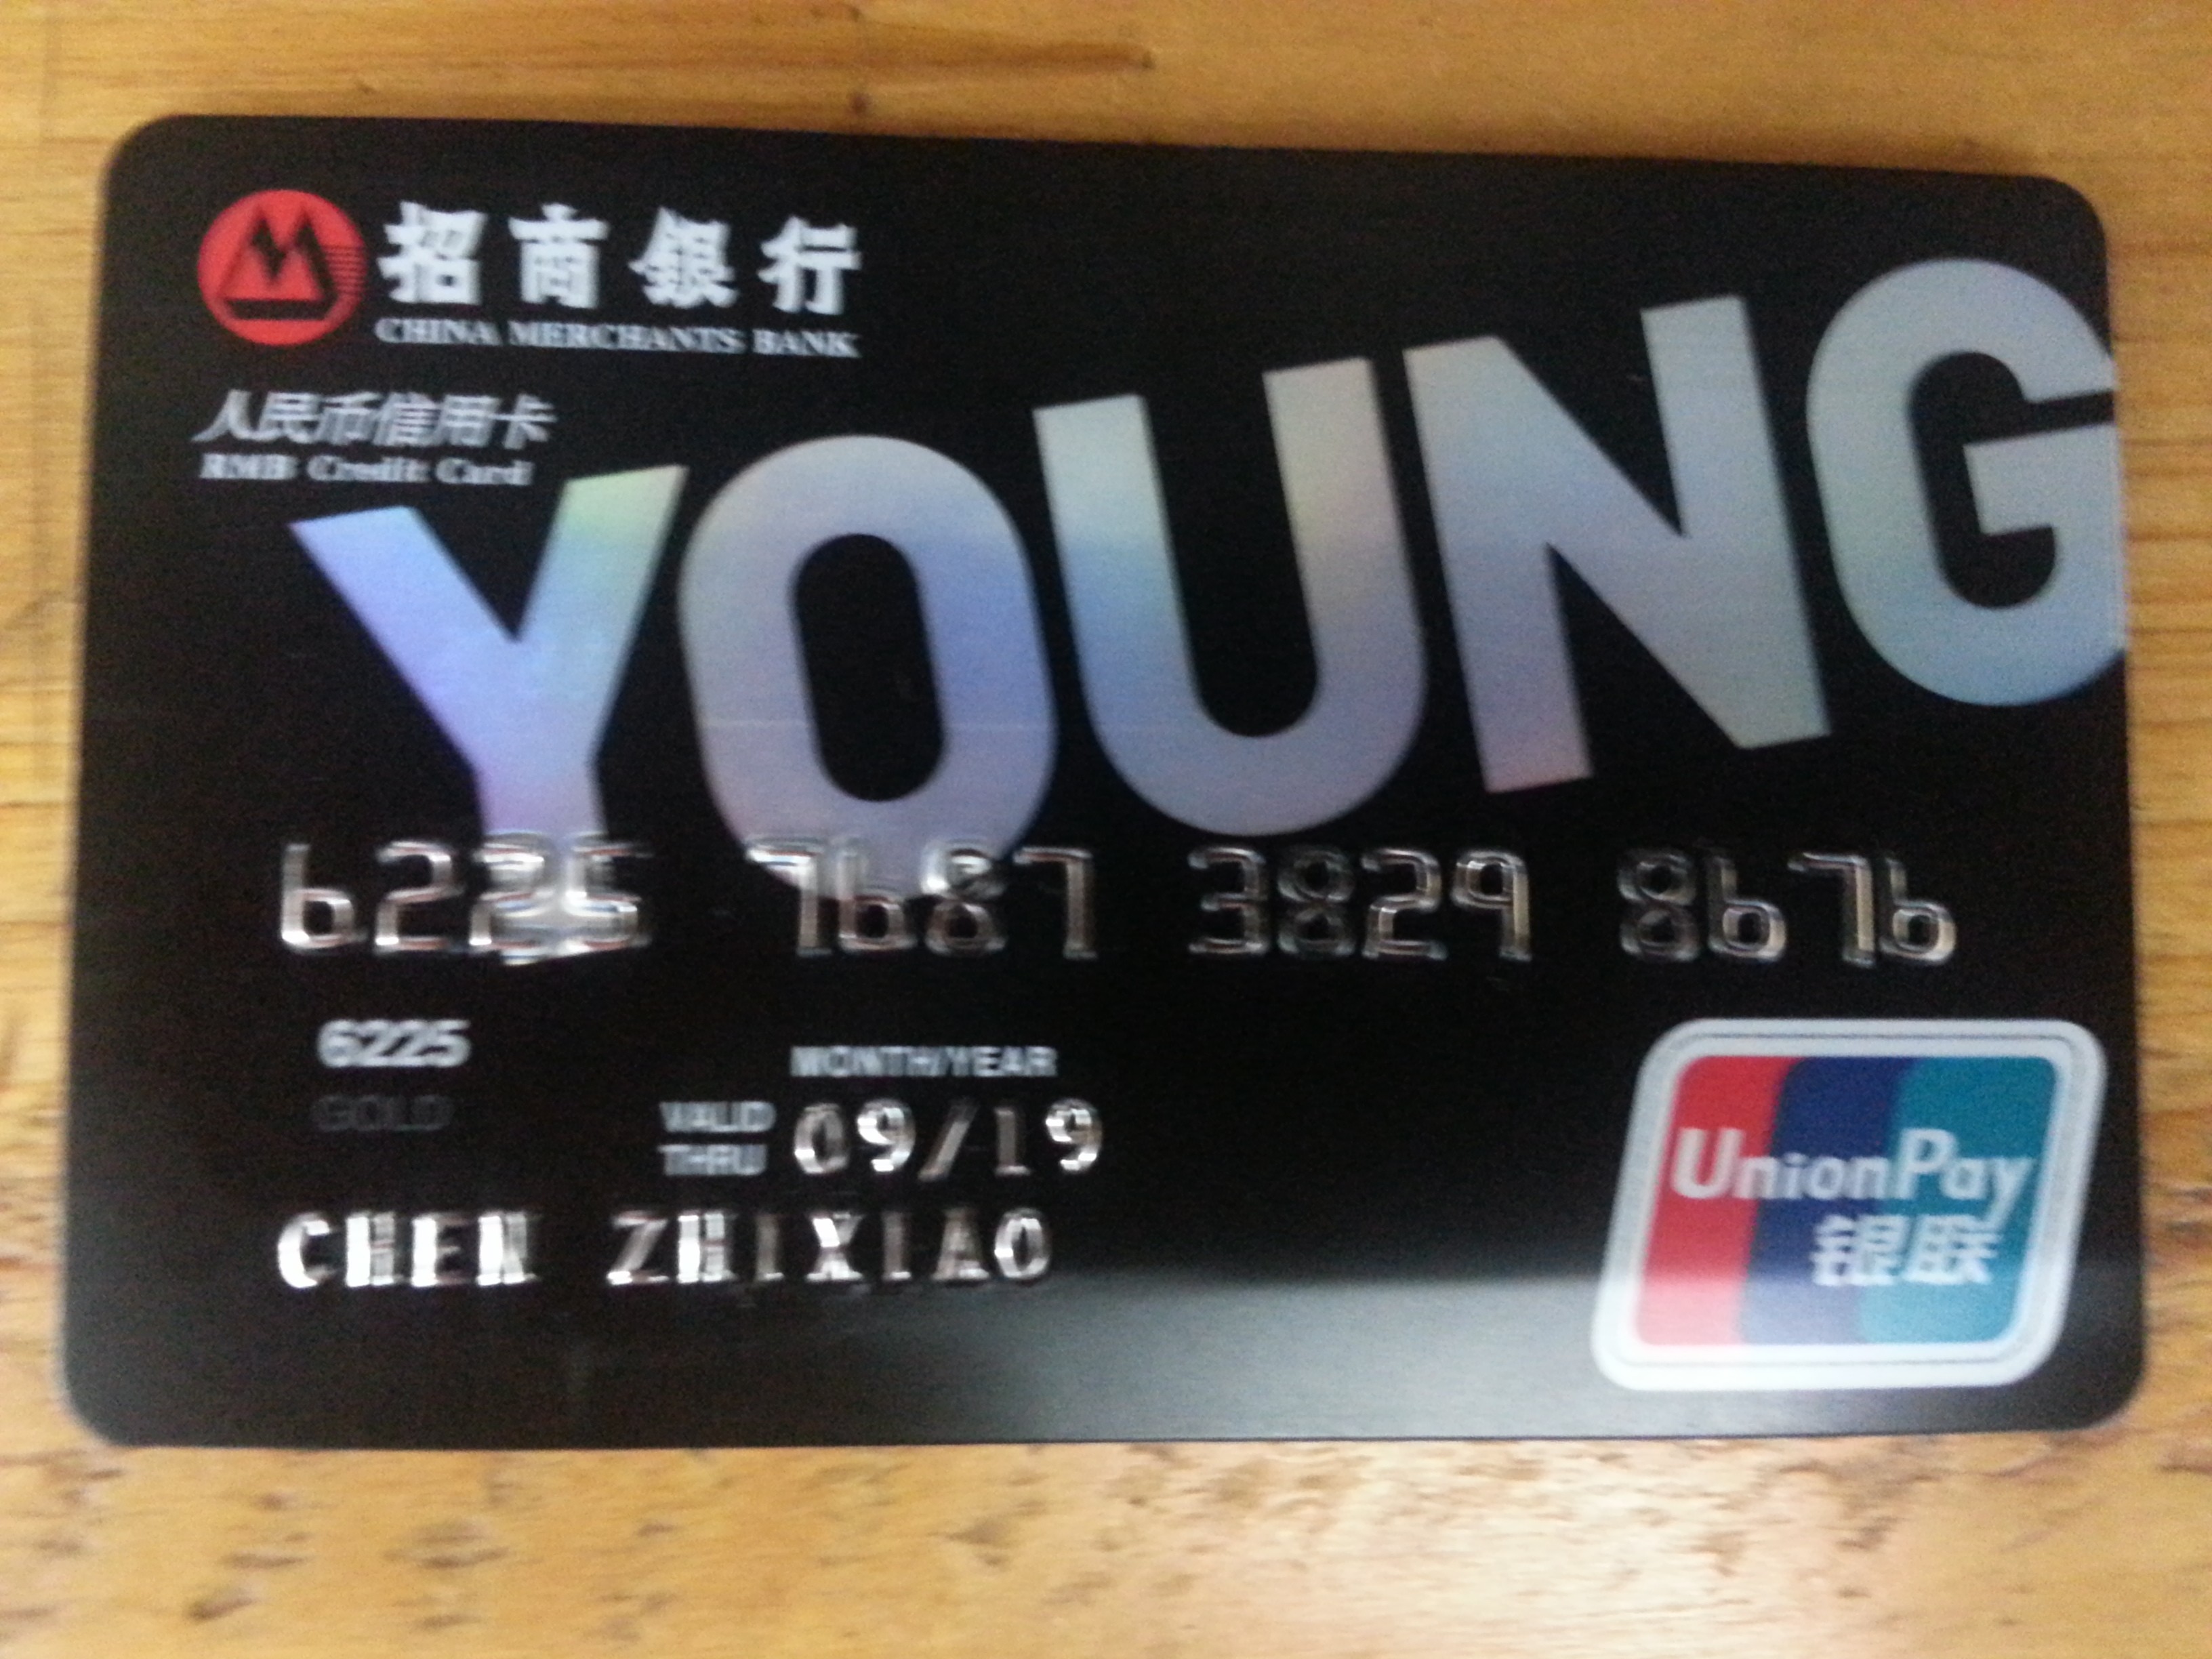 招商銀行
CHINA MERCHANTS BANK
人民币信用卡
RMB Credit Card
YOUNG
6225 7687 3829 8676
6225
MONTH/YEAR
GOLD
VALID THRU 09/19
CHEN ZHIXIAO
UnionPay
银联